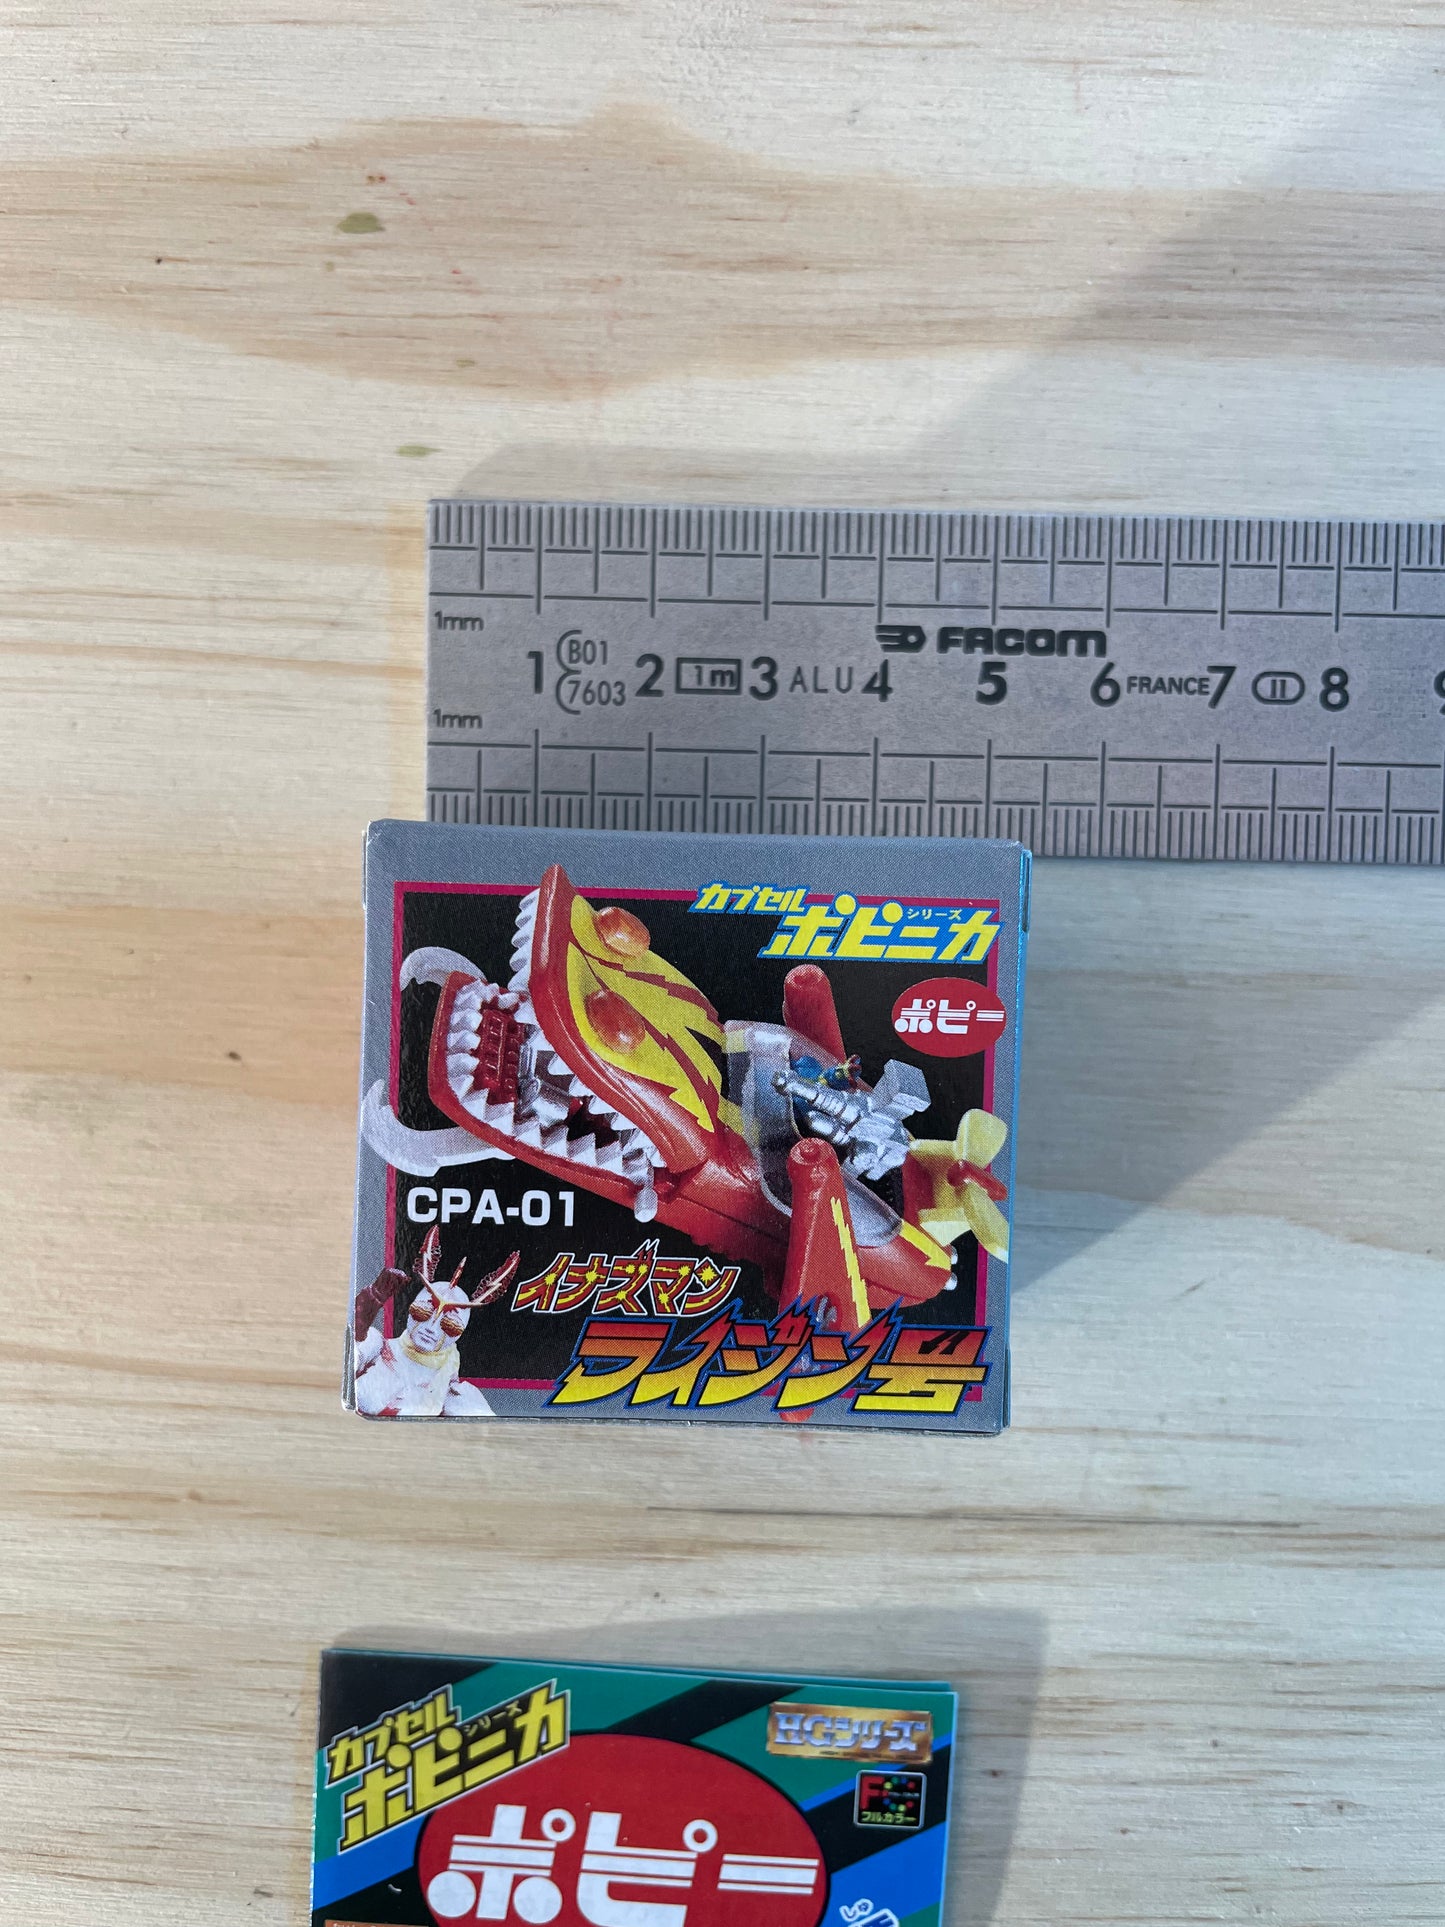 1mm
FACOM
1 B01 7603 2 1m 3 ALU 4 5 6 FRANCE 7 II 8 9
1mm
カプセル
ポピニカ シリーズ
ポピー
CPA-01
イナズマン
ライジン号
カプセル
ポピニカ シリーズ
HGシリーズ
F
フルカラー
ポピー